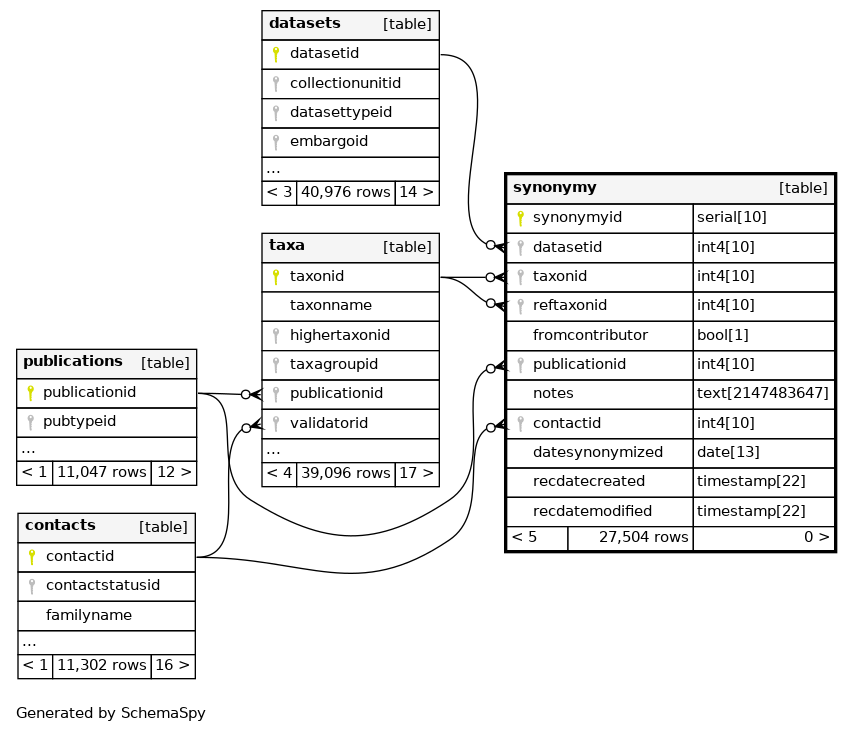 datasets [table]
datasetid
collectionunitid
datasettypeid
embargoid
...
< 3 40,976 rows 14 >
taxa [table]
taxonid
taxonname
highertaxonid
taxagroupid
publicationid
validatorid
...
< 4 39,096 rows 17 >
publications [table]
publicationid
pubtypeid
...
< 1 11,047 rows 12 >
contacts [table]
contactid
contactstatusid
familyname
...
< 1 11,302 rows 16 >
synonymy [table]
synonymyid serial[10]
datasetid int4[10]
taxonid int4[10]
reftaxonid int4[10]
fromcontributor bool[1]
publicationid int4[10]
notes text[2147483647]
contactid int4[10]
datesynonymized date[13]
recdatecreated timestamp[22]
recdatemodified timestamp[22]
< 5 27,504 rows 0 >
Generated by SchemaSpy